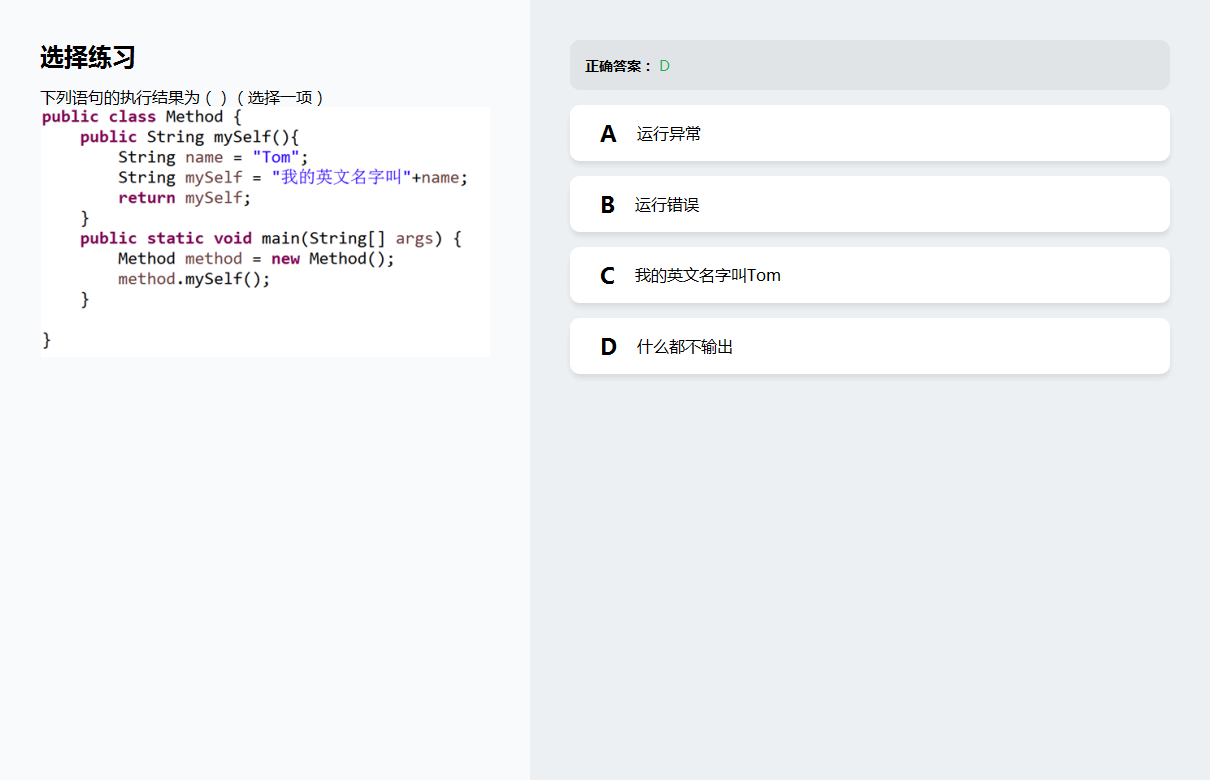 选择练习
下列语句的执行结果为（ ）（选择一项）
public class Method {
    public String mySelf(){
        String name = "Tom";
        String mySelf = "我的英文名字叫"+name;
        return mySelf;
    }
    public static void main(String[] args) {
        Method method = new Method();
        method.mySelf();
    }
}
正确答案： D
A 运行异常
B 运行错误
C 我的英文名字叫Tom
D 什么都不输出